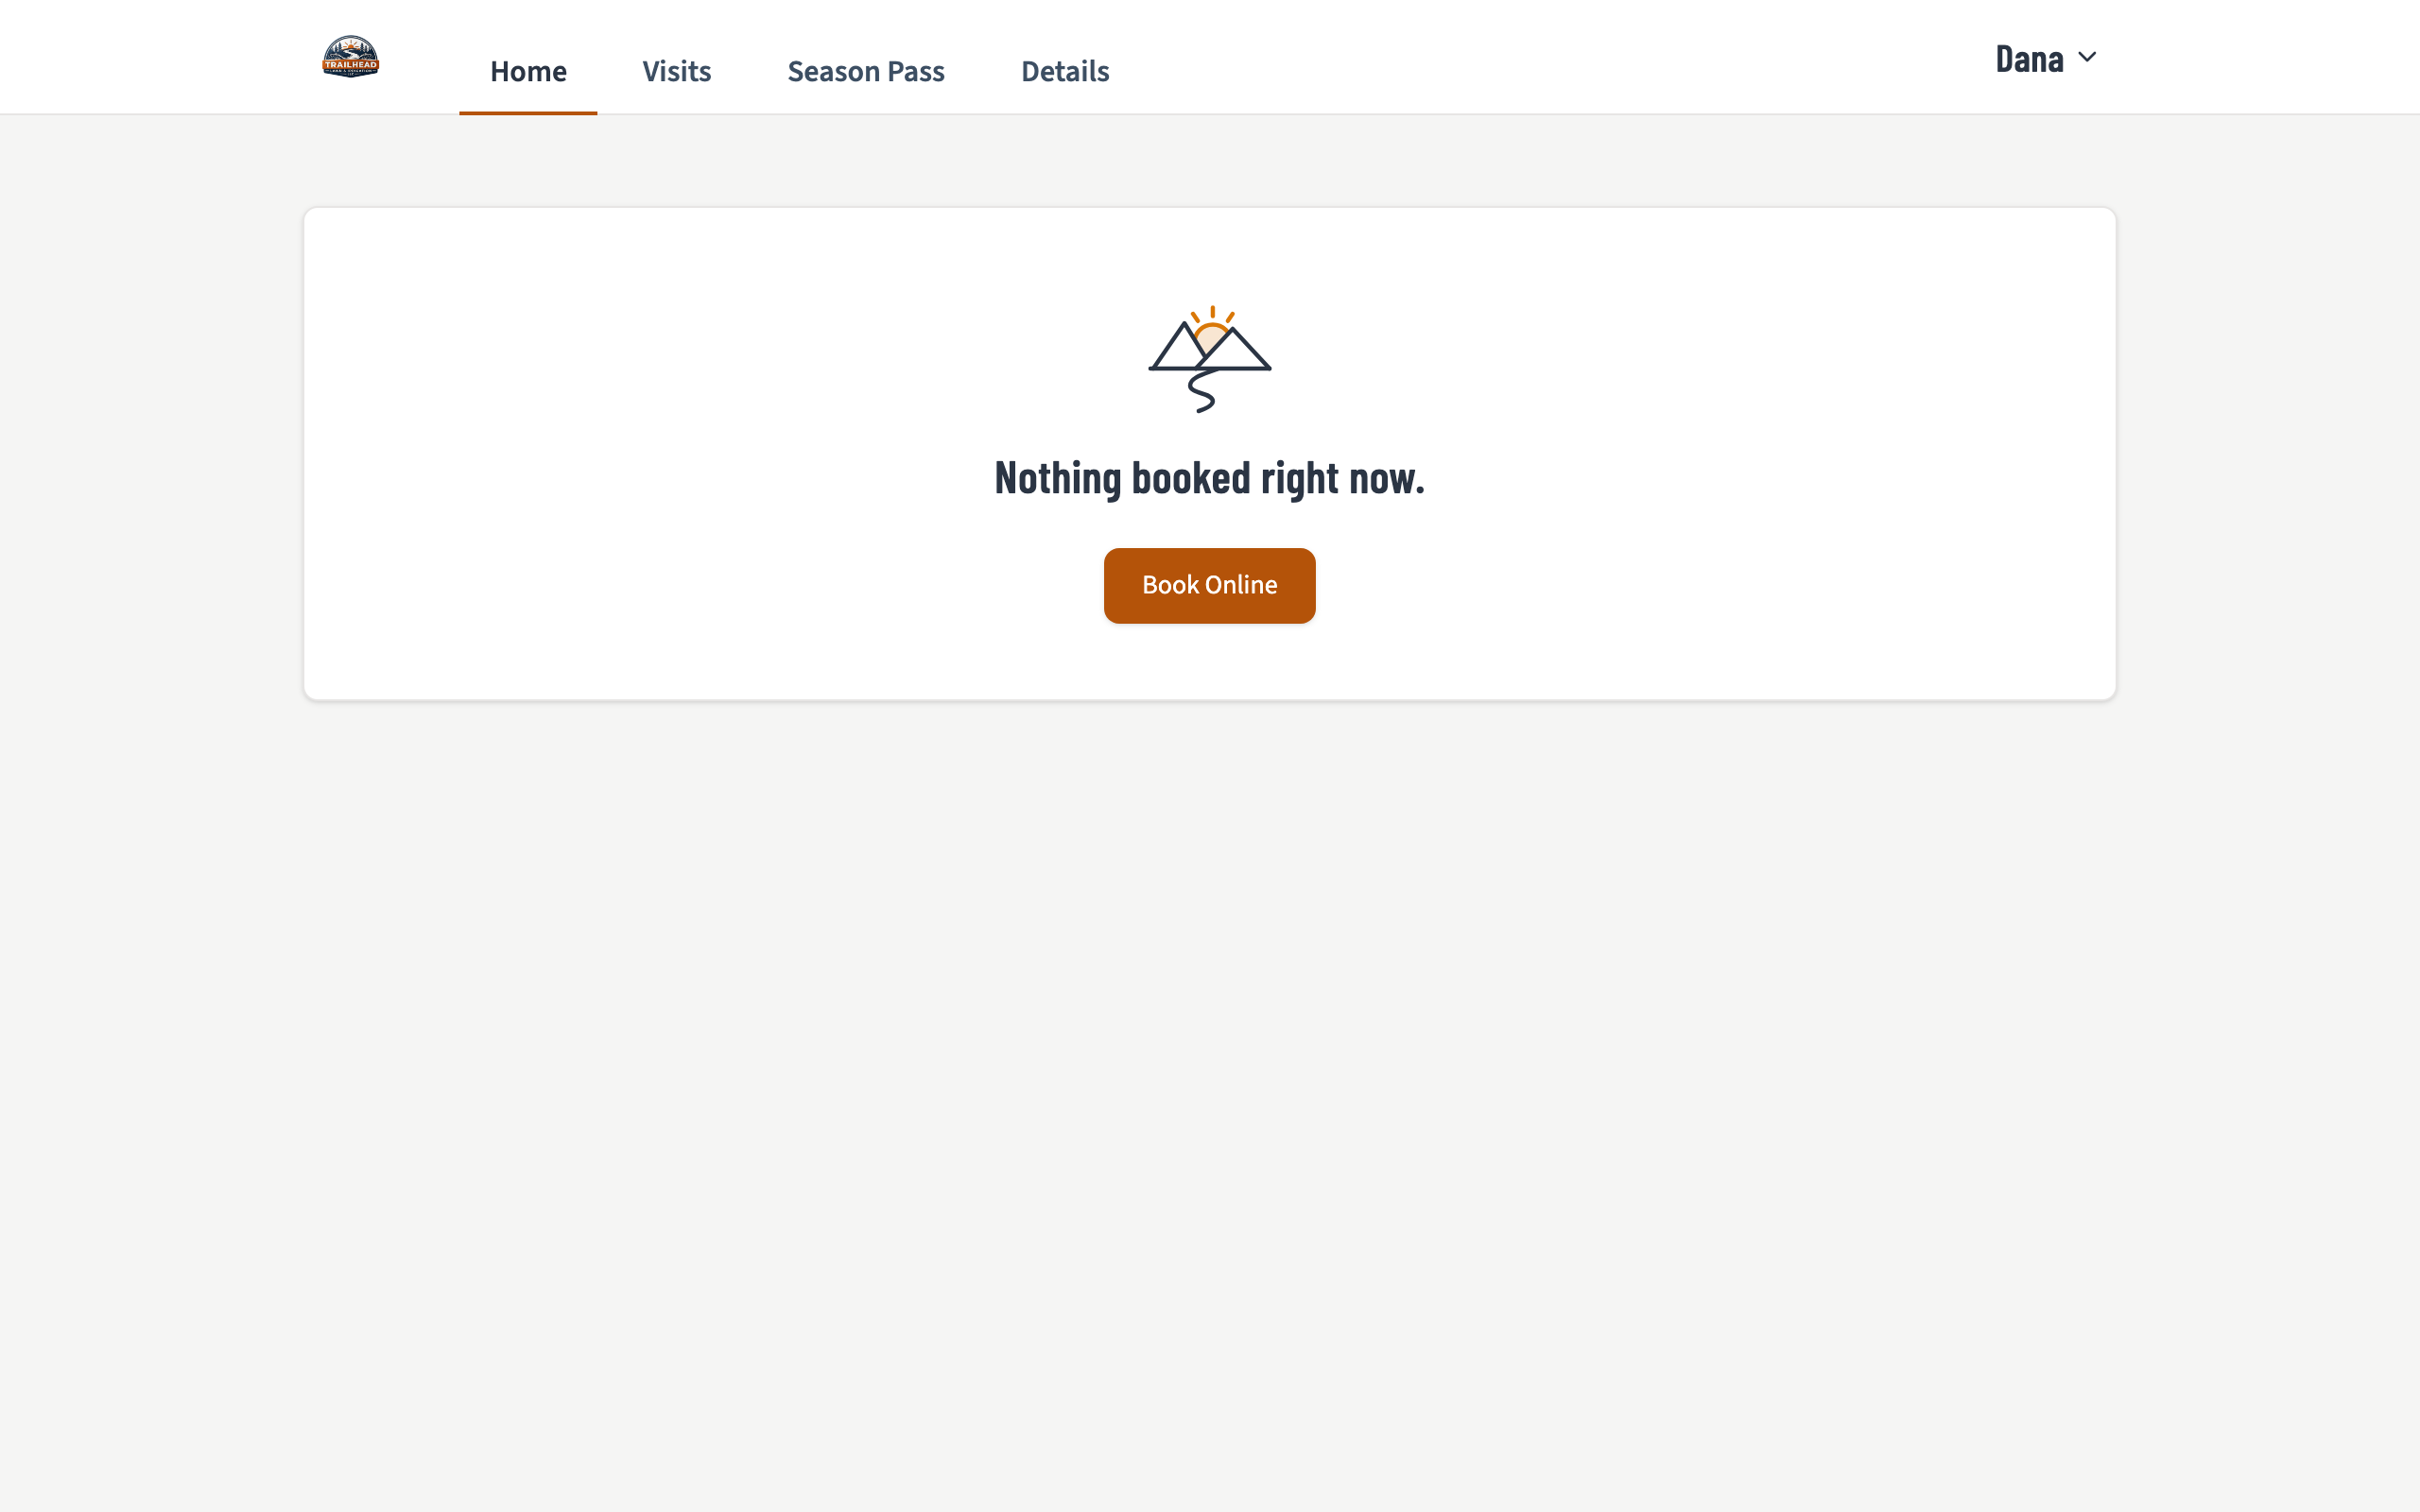 TRAILHEAD
Home
Visits
Season Pass
Details
Dana
Nothing booked right now.
Book Online